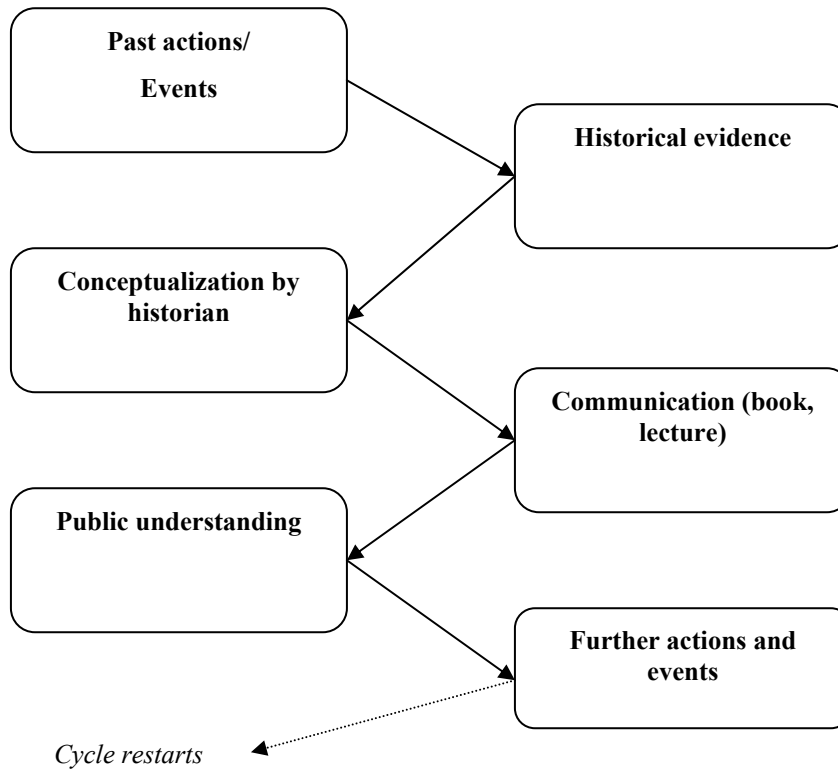 Past actions/
Events
Historical evidence
Conceptualization by
historian
Communication (book,
lecture)
Public understanding
Further actions and
events
Cycle restarts